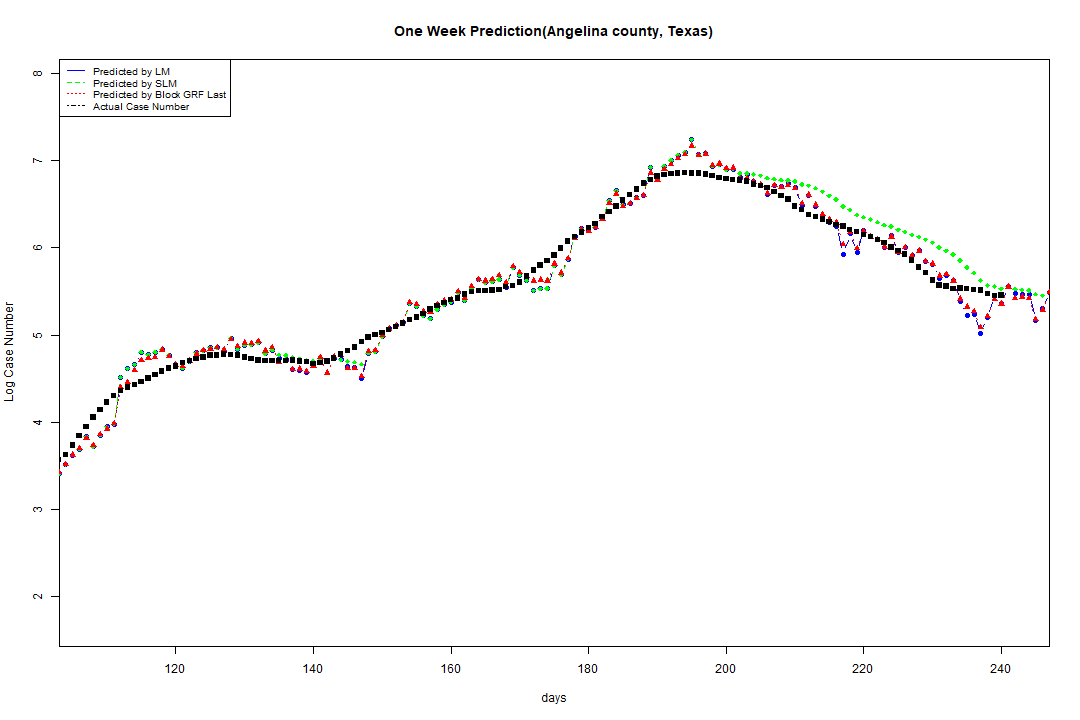 One Week Prediction(Angelina county, Texas)
Predicted by LM
Predicted by SLM
Predicted by Block GRF Last
Actual Case Number
8
7
6
5
4
3
2
Log Case Number
120 140 160 180 200 220 240
days